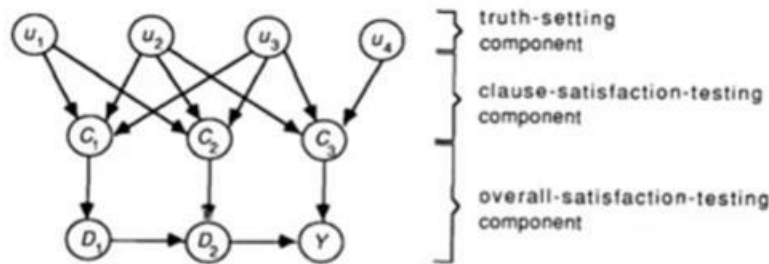 u1 u2 u3 u4
truth-setting
component
C1 C2 C3
clause-satisfaction-testing
component
D1 D2 Y
overall-satisfaction-testing
component